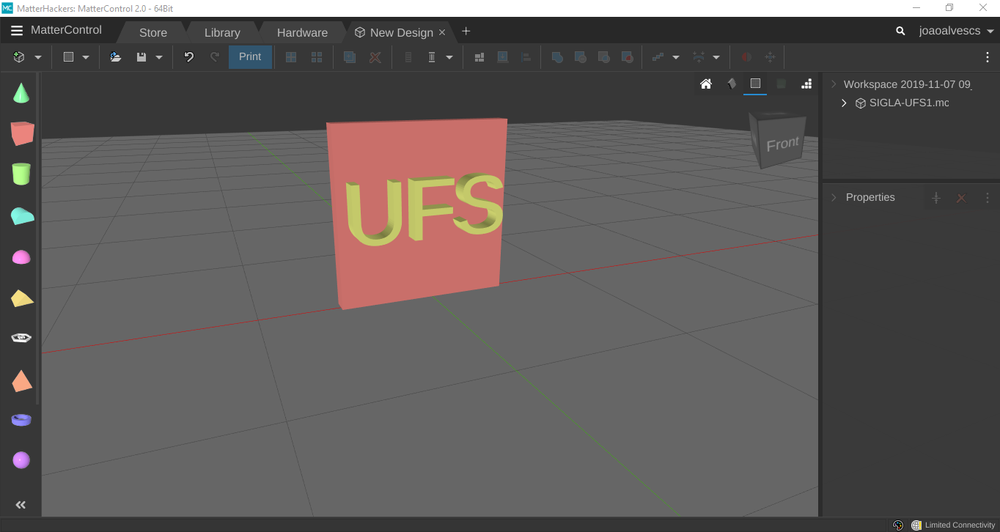 MatterHackers: MatterControl 2.0 - 64Bit
MatterControl
Store
Library
Hardware
New Design
joaoalvescs
Print
Workspace 2019-11-07 09_
SIGLA-UFS1.mc
Front
UFS
Properties
Limited Connectivity